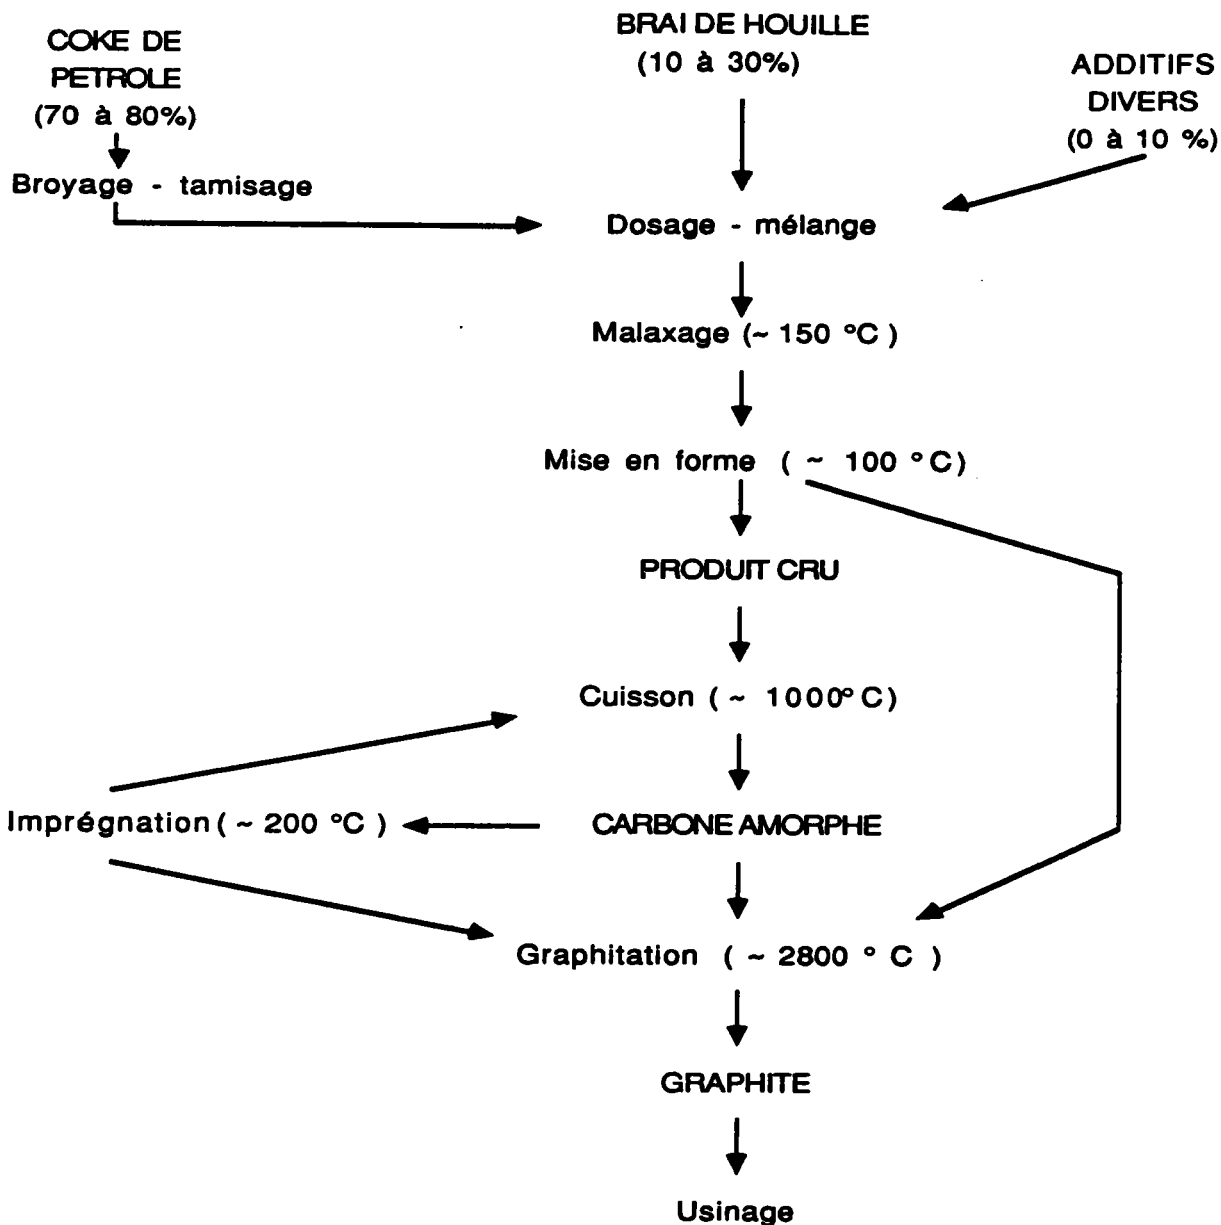 COKE DE
PETROLE
(70 à 80%)
BRAI DE HOUILLE
(10 à 30%)
ADDITIFS
DIVERS
(0 à 10 %)
Broyage - tamisage
Dosage - mélange
Malaxage (~ 150 °C )
Mise en forme ( ~ 100 °C)
PRODUIT CRU
Cuisson ( ~ 1000°C)
Imprégnation ( ~ 200 °C )
CARBONE AMORPHE
Graphitation ( ~ 2800 ° C )
GRAPHITE
Usinage